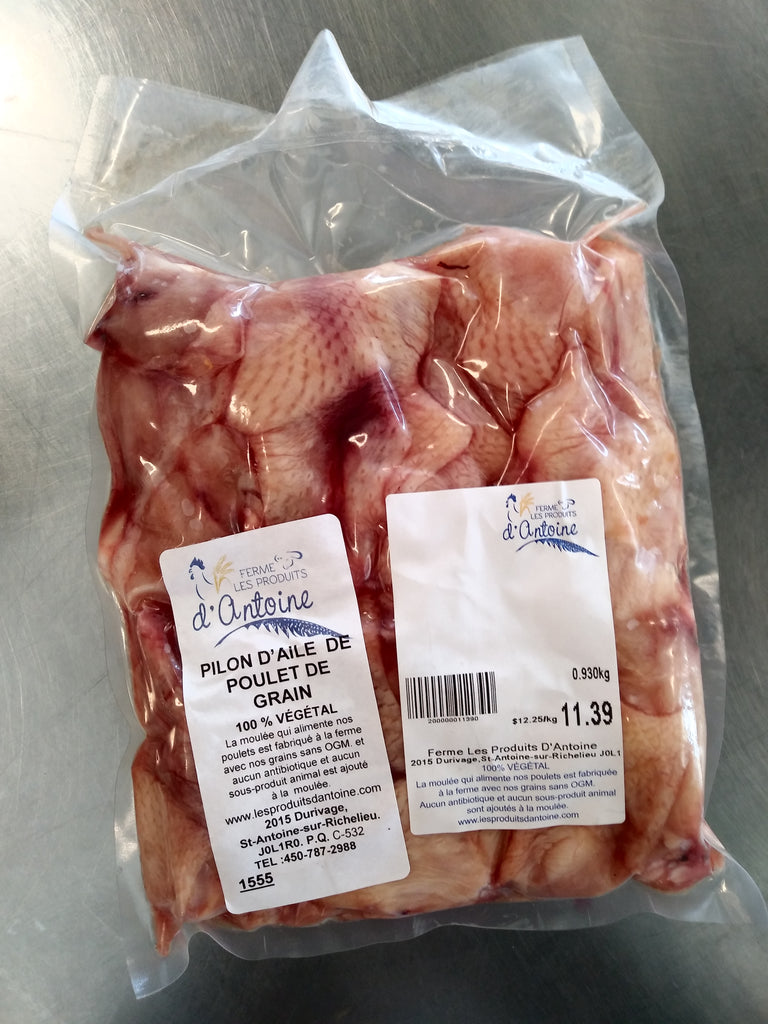 FERME
LES PRODUITS
d'Antoine
PILON D'AiLE DE
POULET DE
GRAIN
100 % VÉGÉTAL
La moulée qui alimente nos
poulets est fabriqué à la ferme
avec nos grains sans OGM. et
aucun antibiotique et aucun
sous-produit animal est ajouté
à la moulée.
www.lesproduitsdantoine.com
2015 Durivage,
St-Antoine-sur-Richelieu.
J0L1R0. P.Q. C-532
TEL :450-787-2988
1555
FERME
LES PRODUITS
d'Antoine
0.930kg
200000011390
$12.25/kg 11.39
Ferme Les Produits D'Antoine
2015 Durivage,St-Antoine-sur-Richelieu J0L1
100% VÉGÉTAL
La moulée qui alimente nos poulets est fabriquée
à la ferme avec nos grains sans OGM.
Aucun antibiotique et aucun sous-produit animal
sont ajoutés à la moulée.
www.lesproduitsdantoine.com